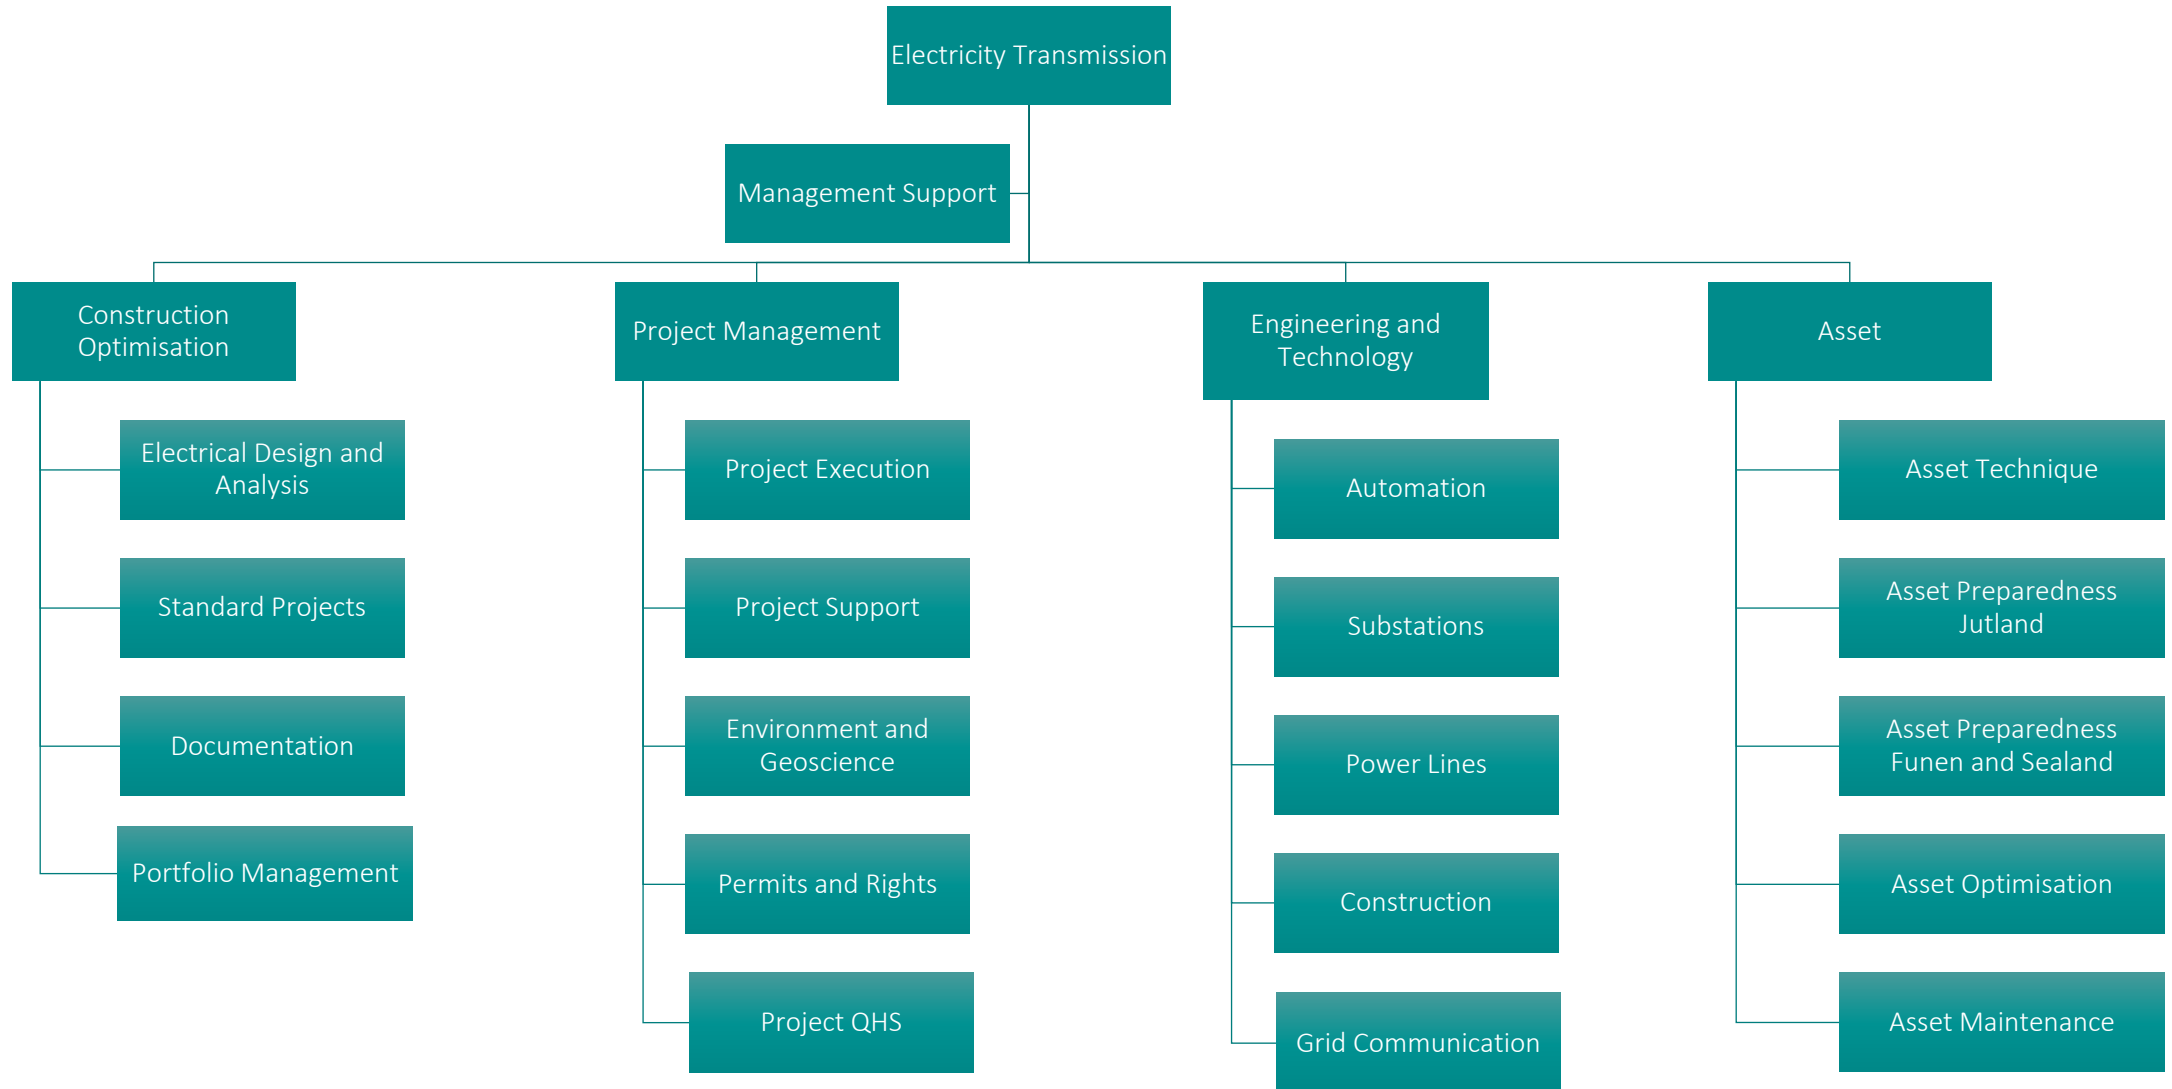 Electricity Transmission
Management Support
Construction
Optimisation
Electrical Design and
Analysis
Standard Projects
Documentation
Portfolio Management
Project Management
Project Execution
Project Support
Environment and
Geoscience
Permits and Rights
Project QHS
Engineering and
Technology
Automation
Substations
Power Lines
Construction
Grid Communication
Asset
Asset Technique
Asset Preparedness
Jutland
Asset Preparedness
Funen and Sealand
Asset Optimisation
Asset Maintenance